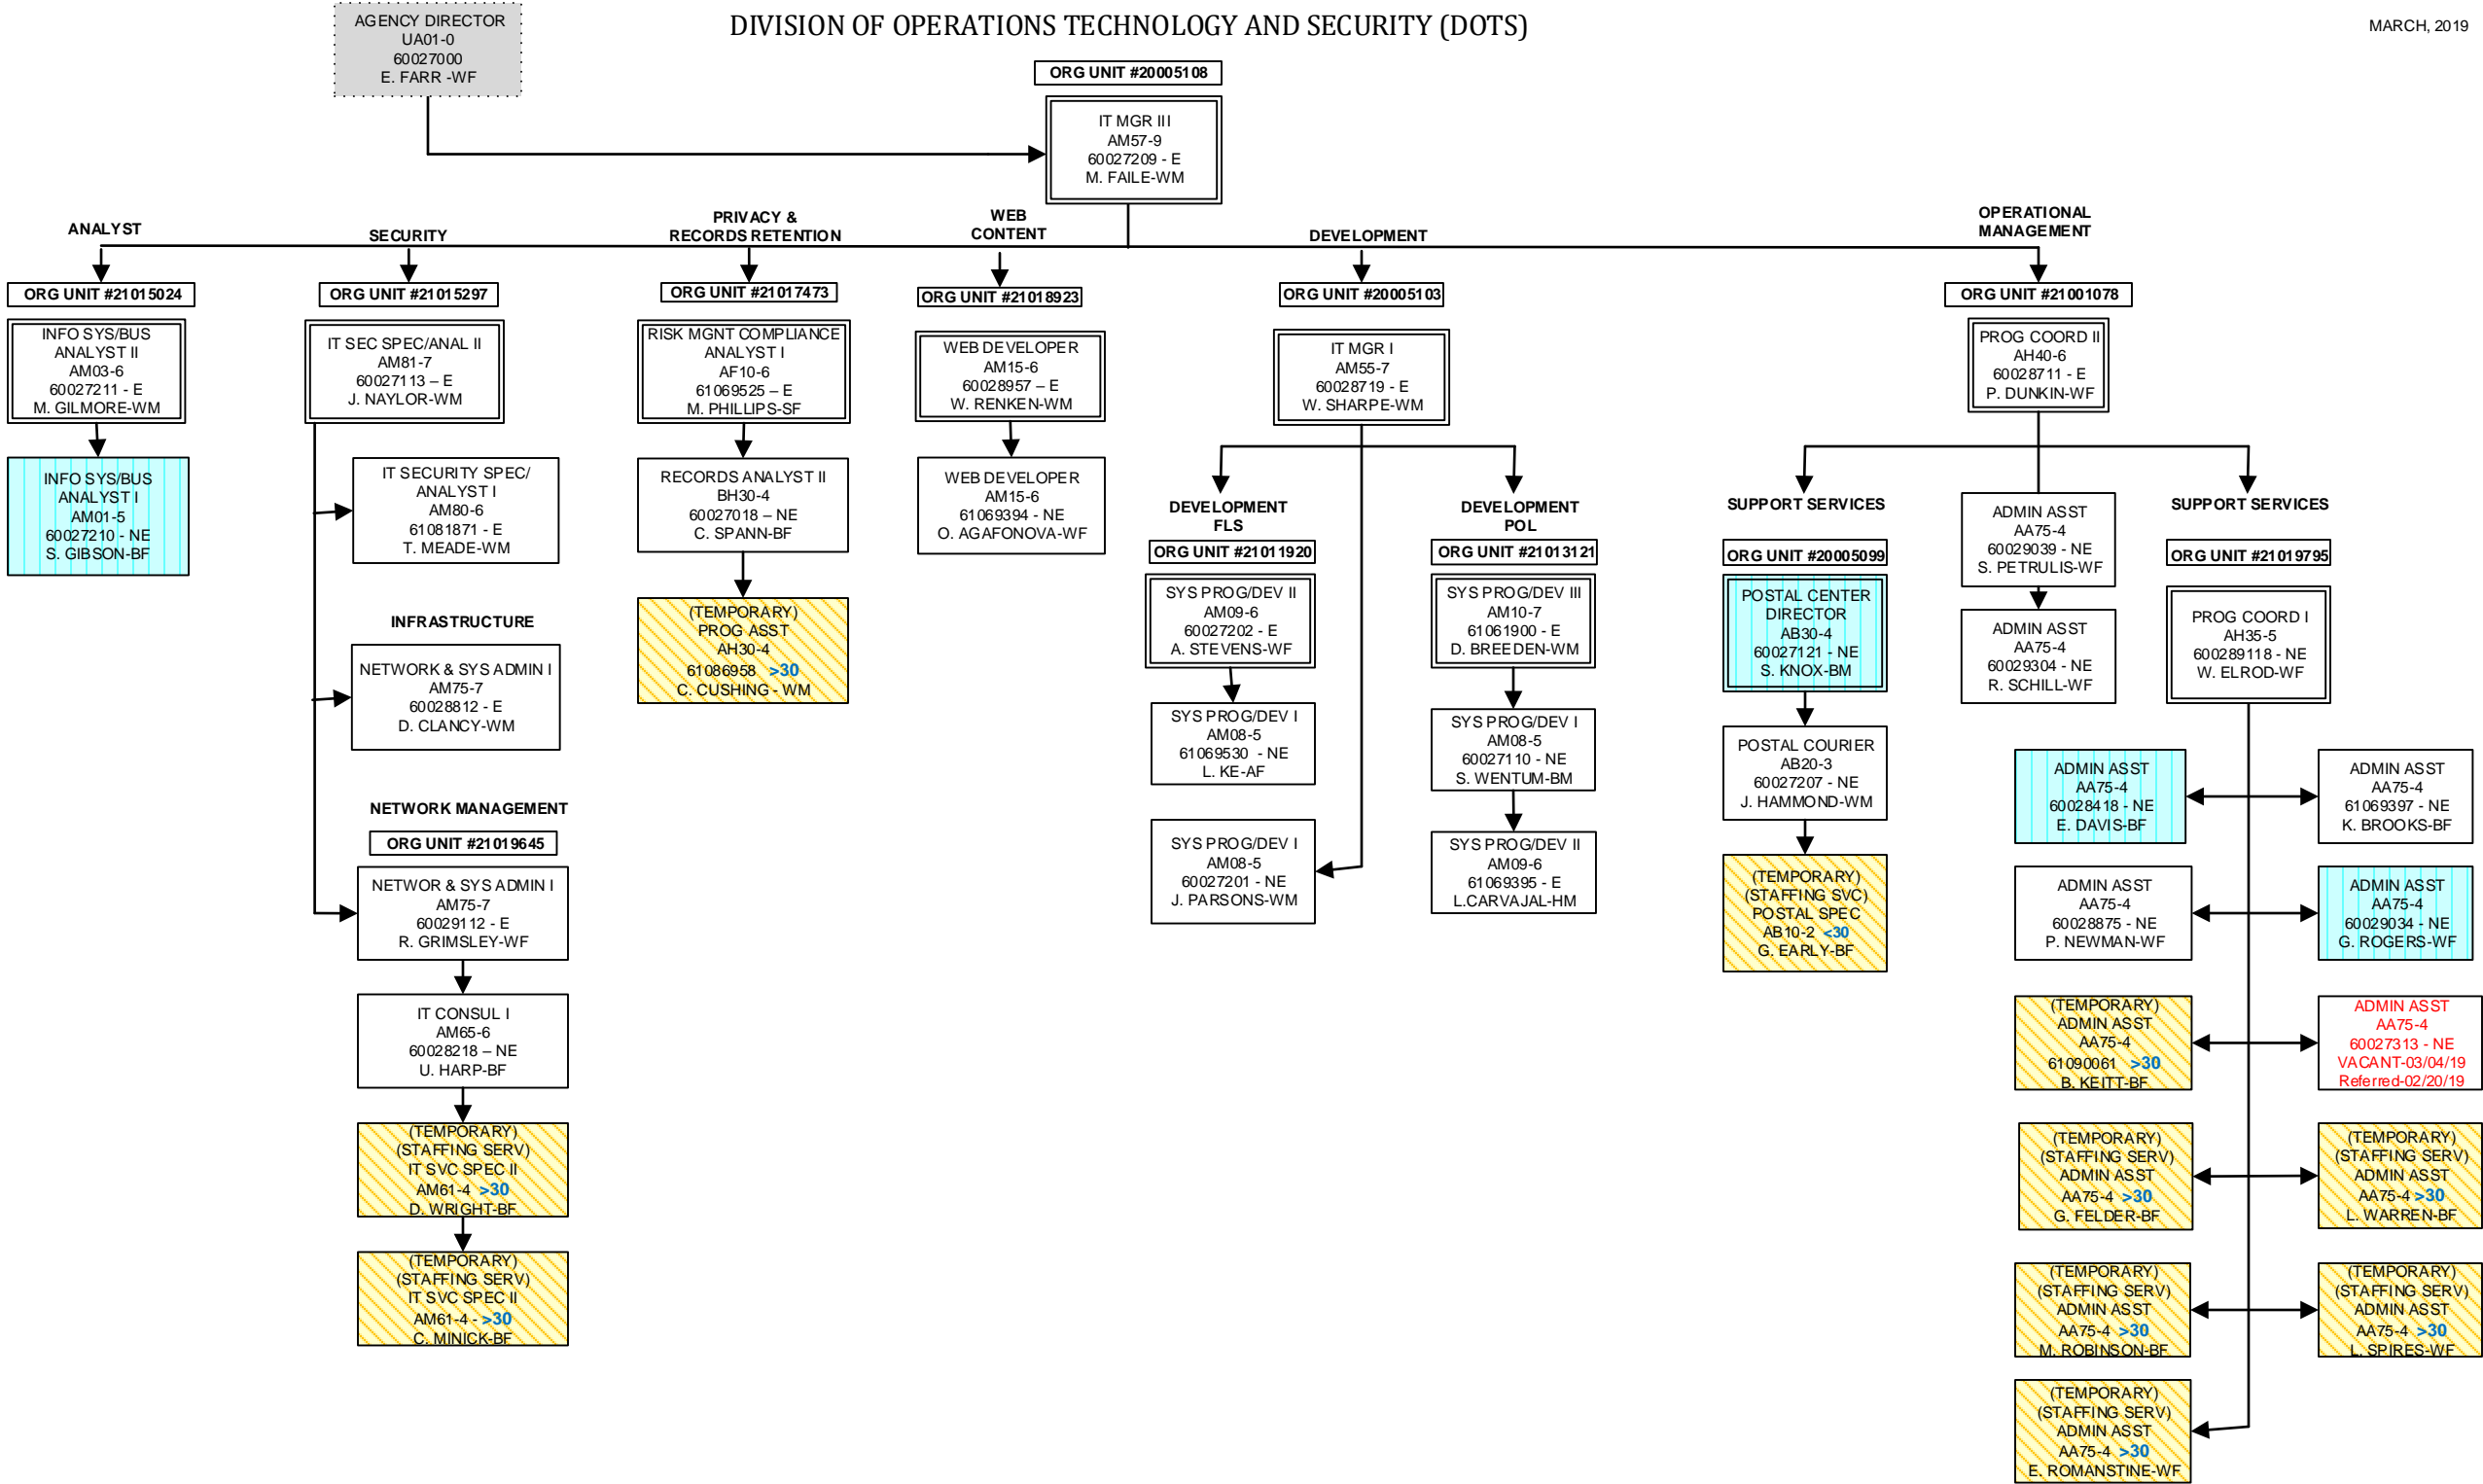 DIVISION OF OPERATIONS TECHNOLOGY AND SECURITY (DOTS)
MARCH, 2019
AGENCY DIRECTOR
UA01-0
60027000
E. FARR -WF
ORG UNIT #20005108
IT MGR III
AM57-9
60027209 - E
M. FAILE-WM
ANALYST
ORG UNIT #21015024
INFO SYS/BUS
ANALYST II
AM03-6
60027211 - E
M. GILMORE-WM
INFO SYS/BUS
ANALYST I
AM01-5
60027210 - NE
S. GIBSON-BF
SECURITY
ORG UNIT #21015297
IT SEC SPEC/ANAL II
AM81-7
60027113 – E
J. NAYLOR-WM
IT SECURITY SPEC/
ANALYST I
AM80-6
61081871 - E
T. MEADE-WM
INFRASTRUCTURE
NETWORK & SYS ADMIN I
AM75-7
60028812 - E
D. CLANCY-WM
NETWORK MANAGEMENT
ORG UNIT #21019645
NETWOR & SYS ADMIN I
AM75-7
60029112 - E
R. GRIMSLEY-WF
IT CONSUL I
AM65-6
60028218 – NE
U. HARP-BF
(TEMPORARY)
(STAFFING SERV)
IT SVC SPEC II
AM61-4 >30
D. WRIGHT-BF
(TEMPORARY)
(STAFFING SERV)
IT SVC SPEC II
AM61-4 - >30
C. MINICK-BF
PRIVACY &
RECORDS RETENTION
ORG UNIT #21017473
RISK MGNT COMPLIANCE
ANALYST I
AF10-6
61069525 – E
M. PHILLIPS-SF
RECORDS ANALYST II
BH30-4
60027018 – NE
C. SPANN-BF
(TEMPORARY)
PROG ASST
AH30-4
61086958 >30
C. CUSHING - WM
WEB
CONTENT
ORG UNIT #21018923
WEB DEVELOPER
AM15-6
60028957 – E
W. RENKEN-WM
WEB DEVELOPER
AM15-6
61069394 - NE
O. AGAFONOVA-WF
DEVELOPMENT
ORG UNIT #20005103
IT MGR I
AM55-7
60028719 - E
W. SHARPE-WM
DEVELOPMENT
FLS
ORG UNIT #21011920
SYS PROG/DEV II
AM09-6
60027202 - E
A. STEVENS-WF
SYS PROG/DEV I
AM08-5
61069530 - NE
L. KE-AF
SYS PROG/DEV I
AM08-5
60027201 - NE
J. PARSONS-WM
DEVELOPMENT
POL
ORG UNIT #21013121
SYS PROG/DEV III
AM10-7
61061900 - E
D. BREEDEN-WM
SYS PROG/DEV I
AM08-5
60027110 - NE
S. WENTUM-BM
SYS PROG/DEV II
AM09-6
61069395 - E
L.CARVAJAL-HM
OPERATIONAL
MANAGEMENT
ORG UNIT #21001078
PROG COORD II
AH40-6
60028711 - E
P. DUNKIN-WF
SUPPORT SERVICES
ORG UNIT #20005099
POSTAL CENTER
DIRECTOR
AB30-4
60027121 - NE
S. KNOX-BM
POSTAL COURIER
AB20-3
60027207 - NE
J. HAMMOND-WM
(TEMPORARY)
(STAFFING SVC)
POSTAL SPEC
AB10-2 <30
G. EARLY-BF
ADMIN ASST
AA75-4
60029039 - NE
S. PETRULIS-WF
ADMIN ASST
AA75-4
60029304 - NE
R. SCHILL-WF
SUPPORT SERVICES
ORG UNIT #21019795
PROG COORD I
AH35-5
600289118 - NE
W. ELROD-WF
ADMIN ASST
AA75-4
60028418 - NE
E. DAVIS-BF
ADMIN ASST
AA75-4
61069397 - NE
K. BROOKS-BF
ADMIN ASST
AA75-4
60028875 - NE
P. NEWMAN-WF
ADMIN ASST
AA75-4
60029034 - NE
G. ROGERS-WF
(TEMPORARY)
ADMIN ASST
AA75-4
61090061 >30
B. KEITT-BF
ADMIN ASST
AA75-4
60027313 - NE
VACANT-03/04/19
Referred-02/20/19
(TEMPORARY)
(STAFFING SERV)
ADMIN ASST
AA75-4 >30
G. FELDER-BF
(TEMPORARY)
(STAFFING SERV)
ADMIN ASST
AA75-4 >30
L. WARREN-BF
(TEMPORARY)
(STAFFING SERV)
ADMIN ASST
AA75-4 >30
M. ROBINSON-BF
(TEMPORARY)
(STAFFING SERV)
ADMIN ASST
AA75-4 >30
L. SPIRES-WF
(TEMPORARY)
(STAFFING SERV)
ADMIN ASST
AA75-4 >30
E. ROMANSTINE-WF